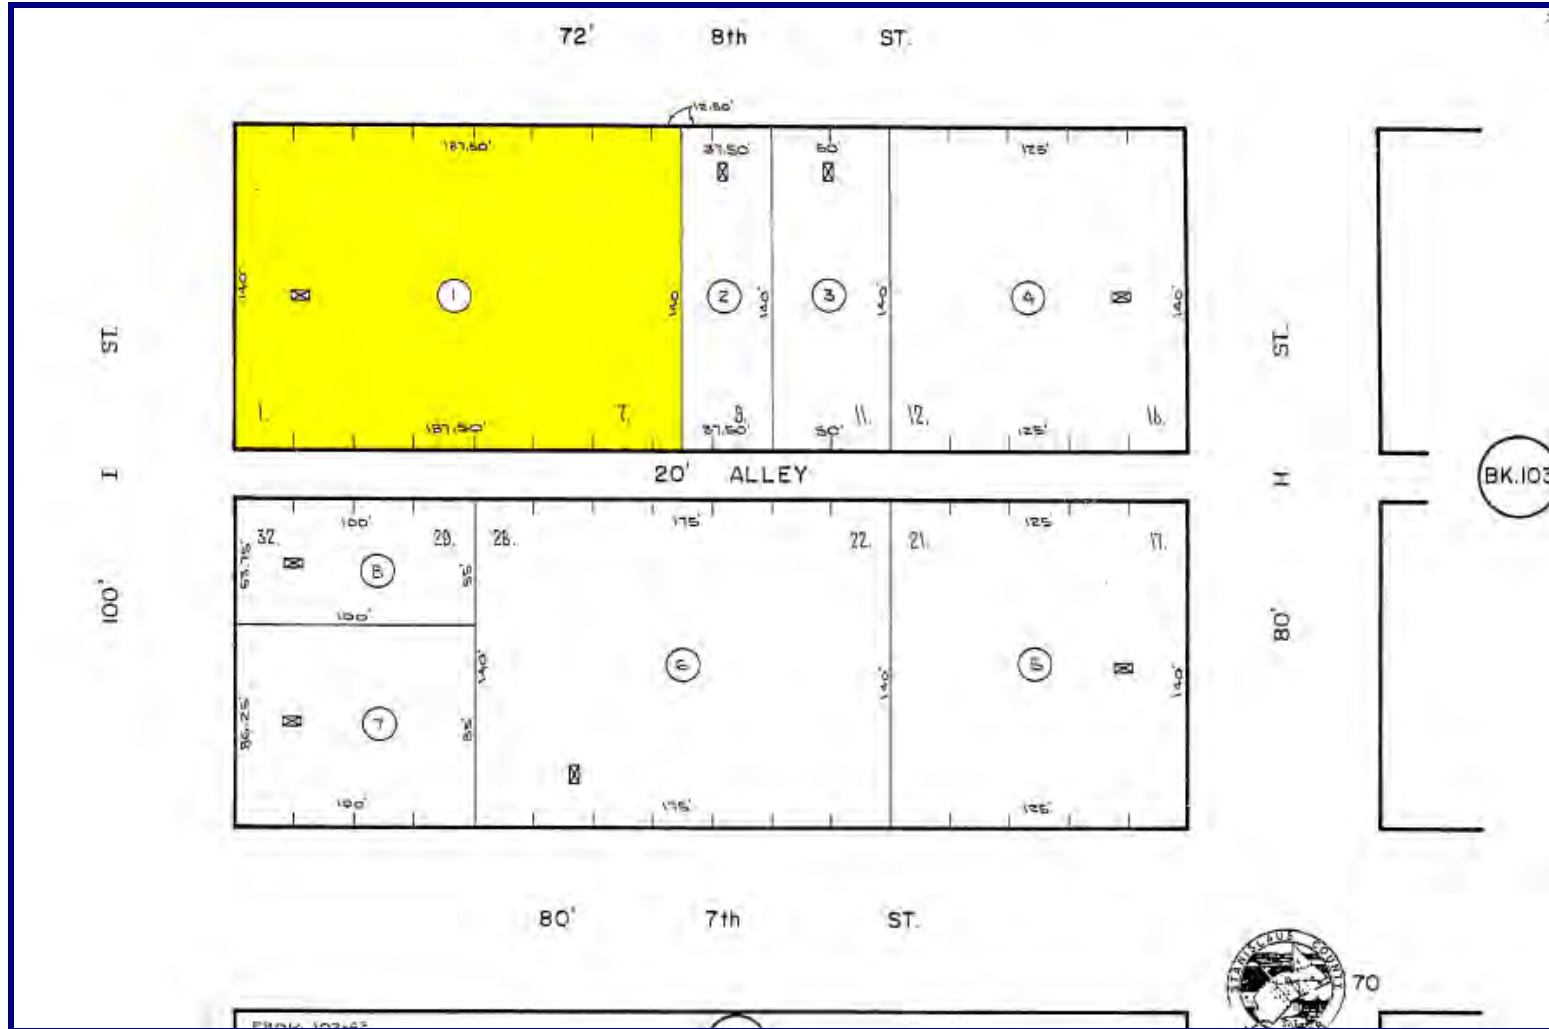 72' 8th ST.
12.50'
187.50' 37.50' 50' 125'
140' 1 140' 2 140' 3 140' 4 140'
ST.
ST.
1. 7. 9. 11. 12. 16.
187.50' 37.50' 50' 125'
20' ALLEY
I
H
BK.103
100' 175' 125'
32. 29. 28. 22. 21. 17.
53.75' 8 55'
100'
100'
80'
140' 6 140' 5 140'
86.25' 7 85'
100' 175' 125'
80' 7th ST.
STANISLAUS COUNTY
70